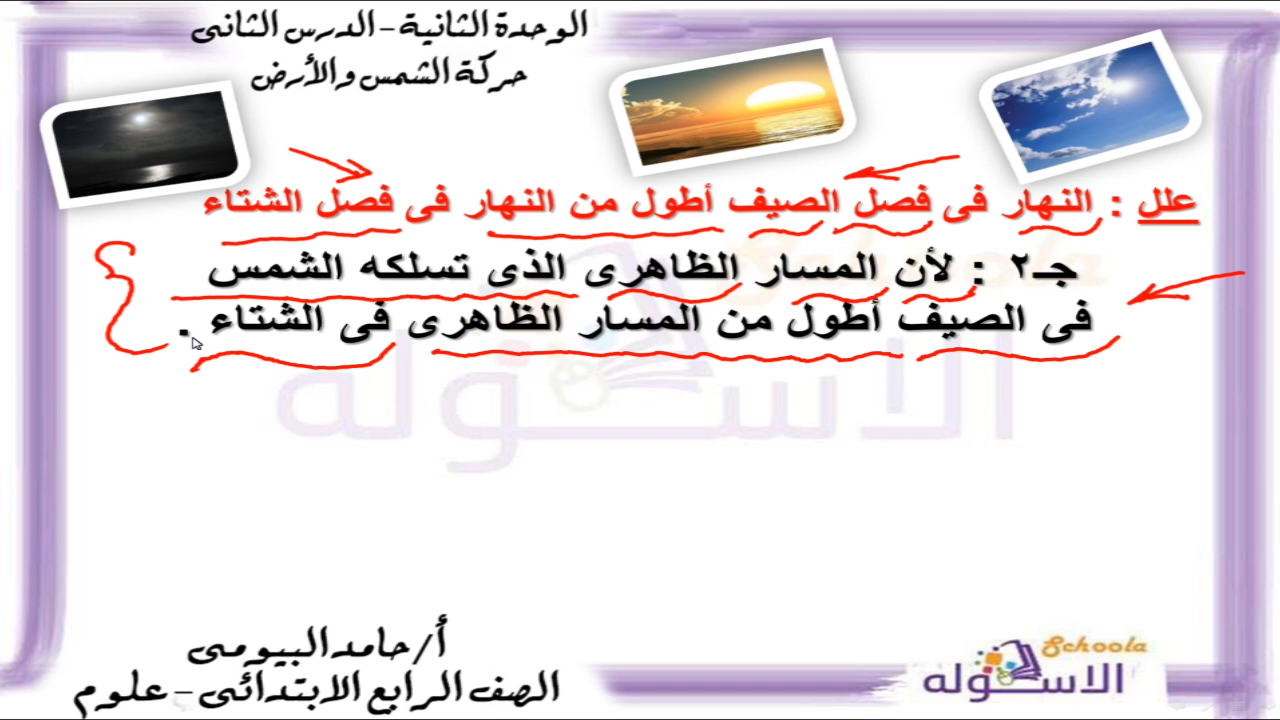 الوحدة الثانية - الدرس الثانى
حركة الشمس والأرض
علل : النهار فى فصل الصيف أطول من النهار فى فصل الشتاء
جـ٢ : لأن المسار الظاهرى الذى تسلكه الشمس
فى الصيف أطول من المسار الظاهرى فى الشتاء .
الاسكوله
أ/ حامد البيومى
الصف الرابع الابتدائى - علوم
Schoola
الاسكوله